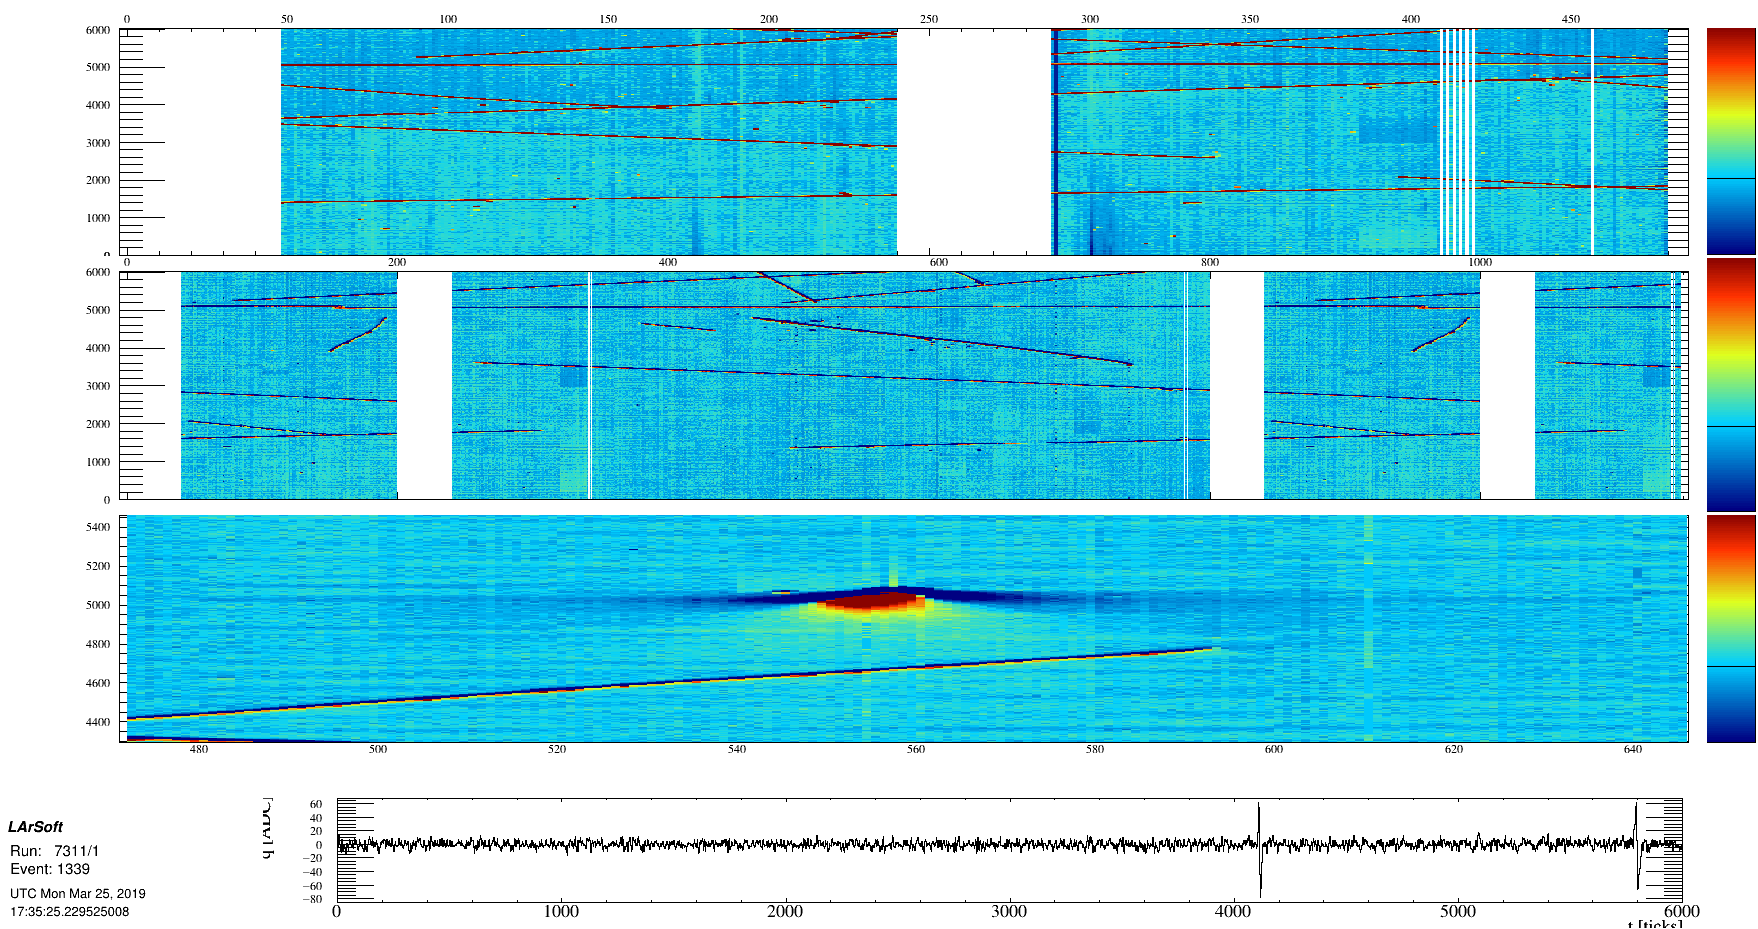 0 50 100 150 200 250 300 350 400 450
6000
5000
4000
3000
2000
1000
0
0 200 400 600 800 1000
6000
5000
4000
3000
2000
1000
0
5400
5200
5000
4800
4600
4400
480 500 520 540 560 580 600 620 640
q [ADC]
60
40
20
0
−20
−40
−60
−80
0 1000 2000 3000 4000 5000 6000
t [ticks]
LArSoft
Run: 7311/1
Event: 1339
UTC Mon Mar 25, 2019
17:35:25.229525008